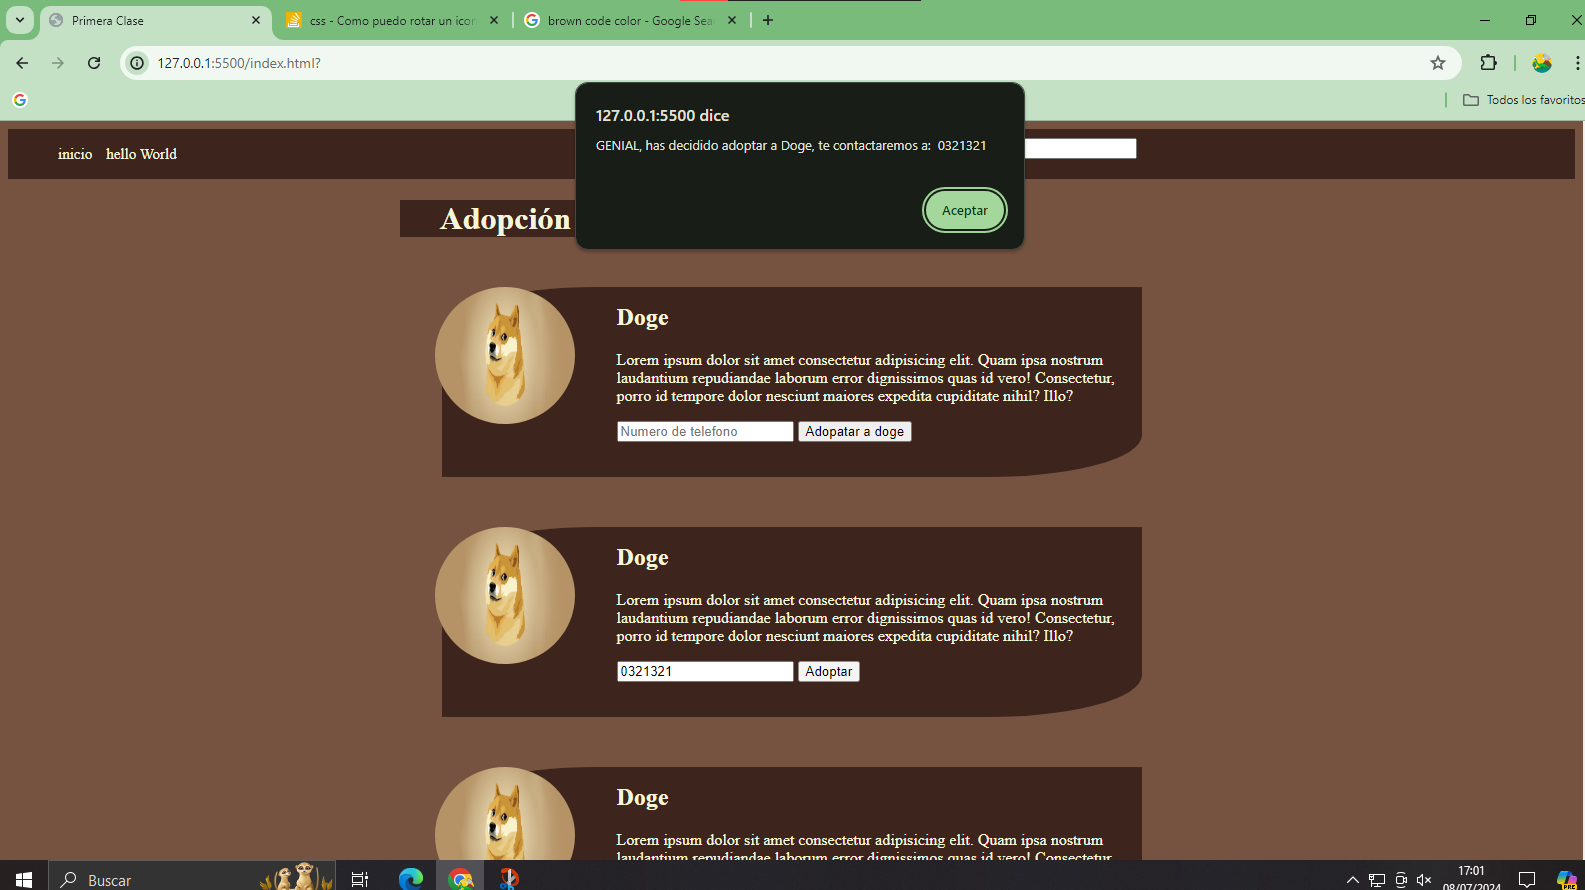 Primera Clase
css - Como puedo rotar un icon
brown code color - Google Sea
127.0.0.1:5500/index.html?
Todos los favoritos
127.0.0.1:5500 dice
GENIAL, has decidido adoptar a Doge, te contactaremos a: 0321321
Aceptar
inicio hello World
Adopción
Doge
Lorem ipsum dolor sit amet consectetur adipisicing elit. Quam ipsa nostrum
laudantium repudiandae laborum error dignissimos quas id vero! Consectetur,
porro id tempore dolor nesciunt maiores expedita cupiditate nihil? Illo?
Numero de telefono Adopatar a doge
Doge
Lorem ipsum dolor sit amet consectetur adipisicing elit. Quam ipsa nostrum
laudantium repudiandae laborum error dignissimos quas id vero! Consectetur,
porro id tempore dolor nesciunt maiores expedita cupiditate nihil? Illo?
0321321 Adoptar
Doge
Lorem ipsum dolor sit amet consectetur adipisicing elit. Quam ipsa nostrum
laudantium repudiandae laborum error dignissimos quas id vero! Consectetur,
Buscar
17:01
08/07/2024
PRE